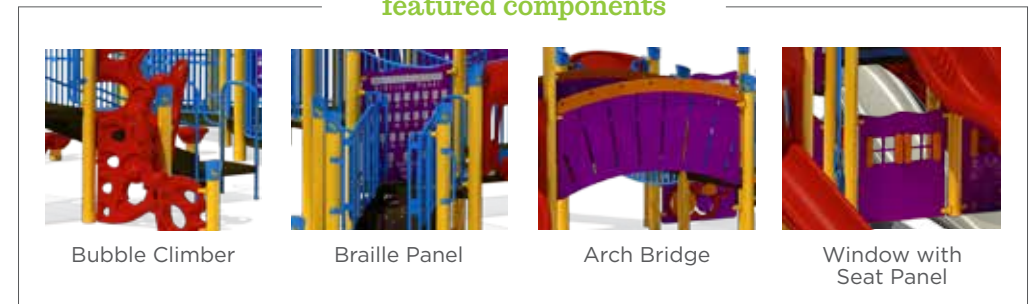 featured components
Bubble Climber
Braille Panel
Arch Bridge
Window with
Seat Panel